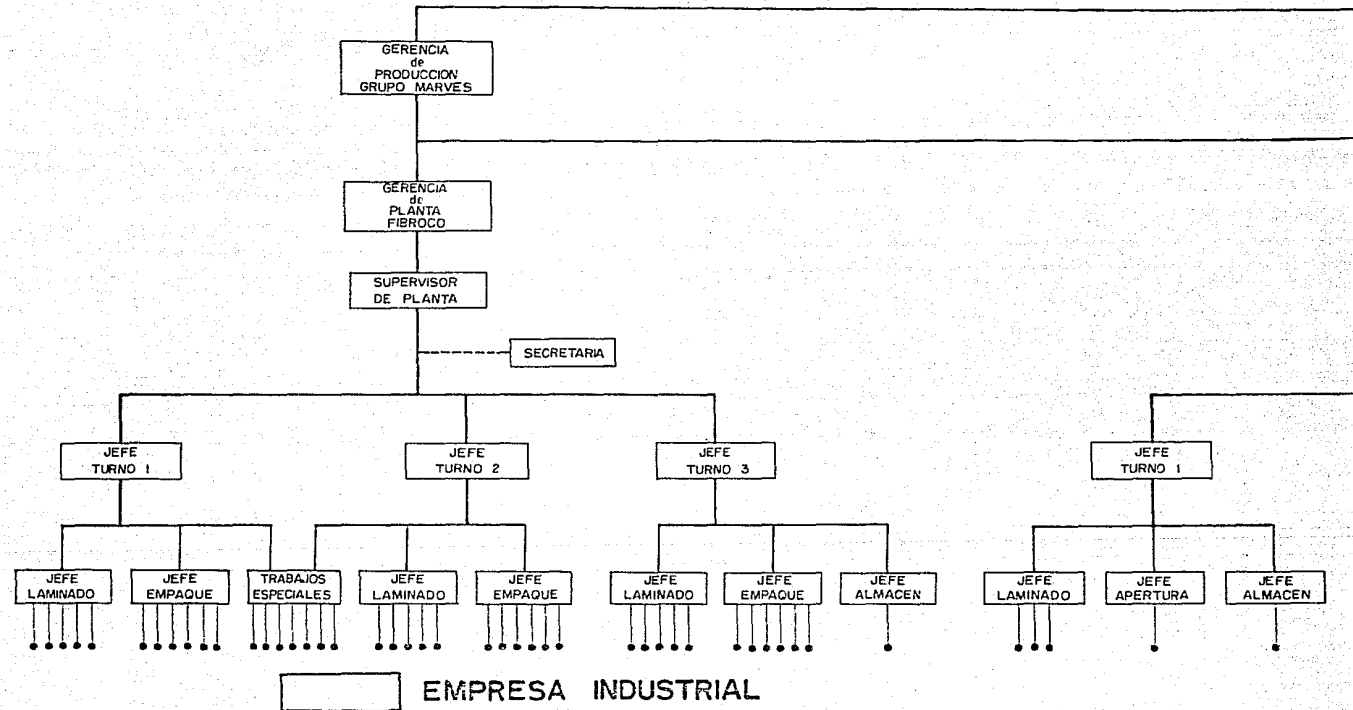 GERENCIA
de
PRODUCCION
GRUPO MARVES
GERENCIA
de
PLANTA
FIBROCO
SUPERVISOR
DE PLANTA
SECRETARIA
JEFE
TURNO 1
JEFE
TURNO 2
JEFE
TURNO 3
JEFE
TURNO 1
JEFE
LAMINADO
JEFE
EMPAQUE
TRABAJOS
ESPECIALES
JEFE
LAMINADO
JEFE
EMPAQUE
JEFE
LAMINADO
JEFE
EMPAQUE
JEFE
ALMACEN
JEFE
LAMINADO
JEFE
APERTURA
JEFE
ALMACEN
EMPRESA INDUSTRIAL